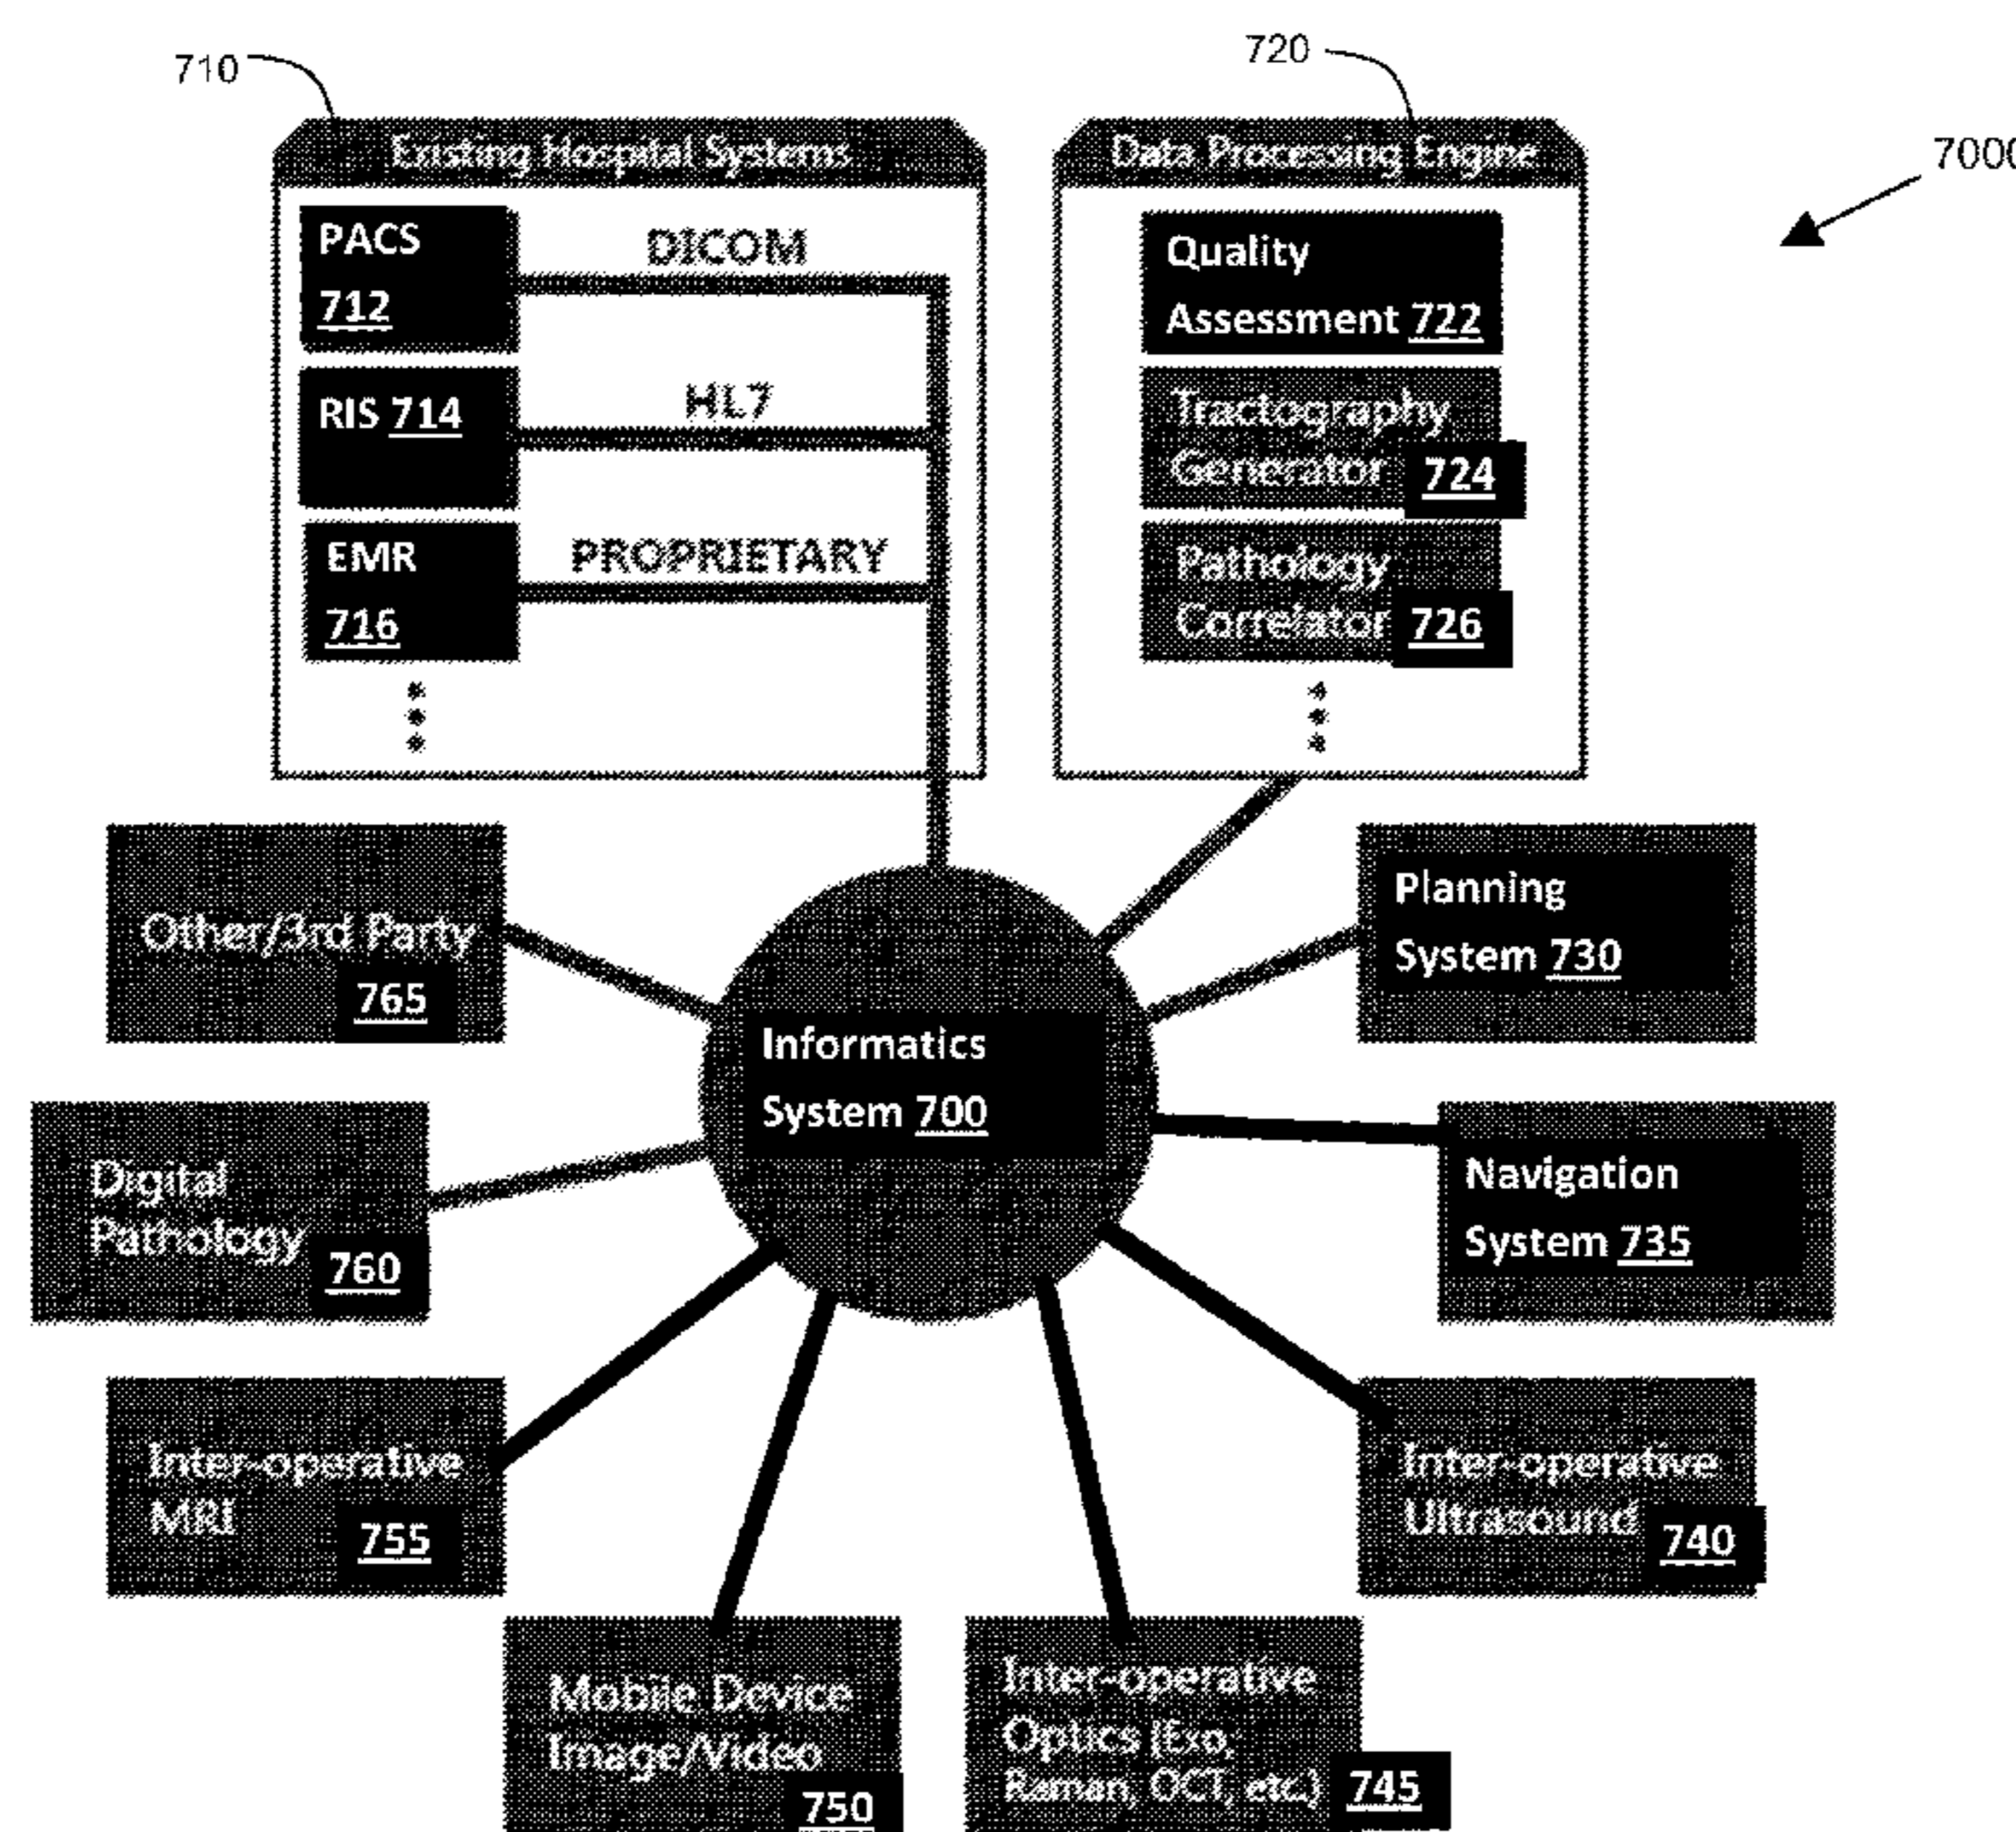 710
720
7000
Existing Hospital Systems
PACS
712
DICOM
RIS 714
HL7
EMR
716
PROPRIETARY
Data Processing Engine
Quality
Assessment 722
Tractography
Generator 724
Pathology
Correlator 726
Other/3rd Party
765
Planning
System 730
Informatics
System 700
Digital
Pathology
760
Navigation
System 735
Inter-operative
MRI
755
Inter-operative
Ultrasound 740
Mobile Device
Image/Video
750
Inter-operative
Optics (Exo,
Raman, OCT, etc.) 745